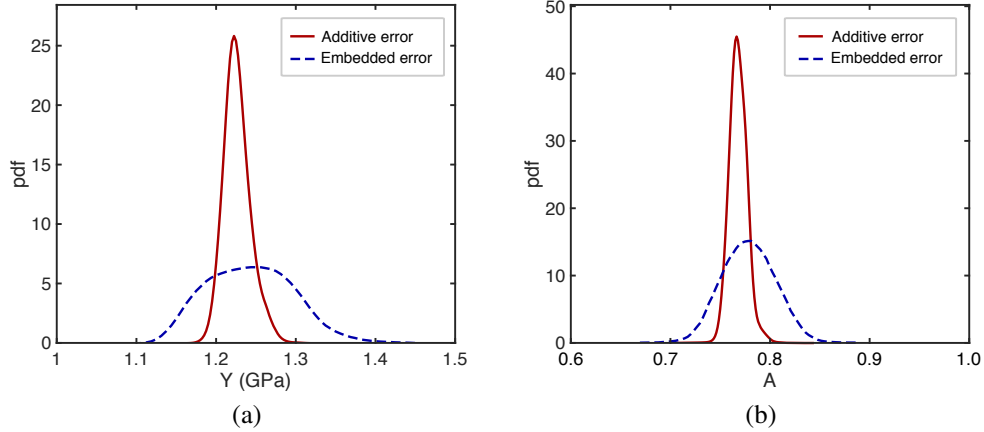 25
20
15
10
5
0
pdf
1
1.1
1.2
1.3
1.4
1.5
Y (GPa)
Additive error
Embedded error
(a)
50
40
30
20
10
0
pdf
0.6
0.7
0.8
0.9
1.0
A
Additive error
Embedded error
(b)